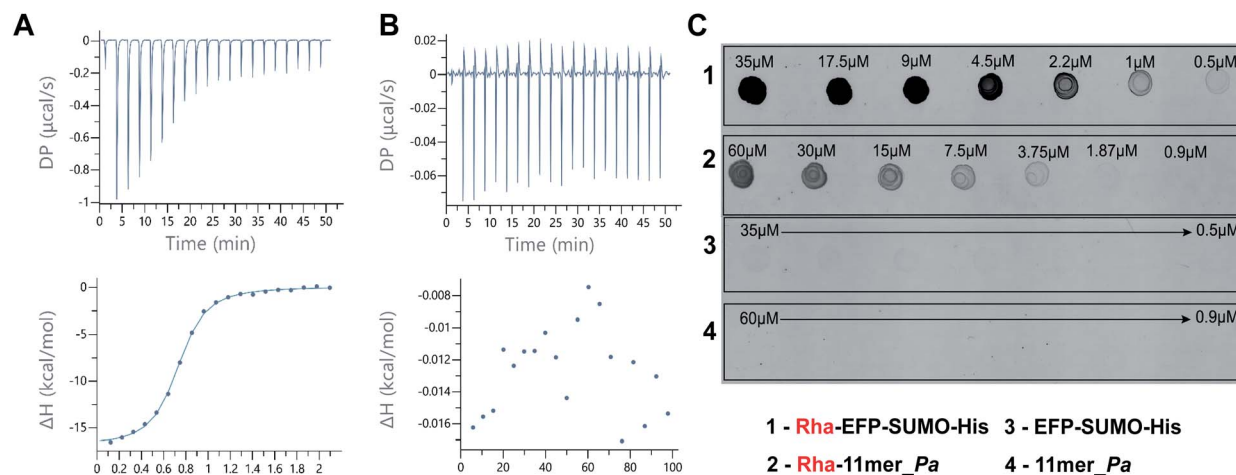 A
B
C
0
-0.2
-0.4
-0.6
-0.8
-1
DP (µcal/s)
0 5 10 15 20 25 30 35 40 45 50
Time (min)
0
-5
-10
-15
ΔH (kcal/mol)
0 0.2 0.4 0.6 0.8 1 1.2 1.4 1.6 1.8 2
0.02
0
-0.02
-0.04
-0.06
DP (µcal/s)
0 5 10 15 20 25 30 35 40 45 50
Time (min)
-0.008
-0.01
-0.012
-0.014
-0.016
ΔH (kcal/mol)
0 20 40 60 80 100
1
35µM 17.5µM 9µM 4.5µM 2.2µM 1µM 0.5µM
2
60µM 30µM 15µM 7.5µM 3.75µM 1.87µM 0.9µM
3
35µM 0.5µM
4
60µM 0.9µM
1 - Rha-EFP-SUMO-His 3 - EFP-SUMO-His
2 - Rha-11mer_Pa 4 - 11mer_Pa